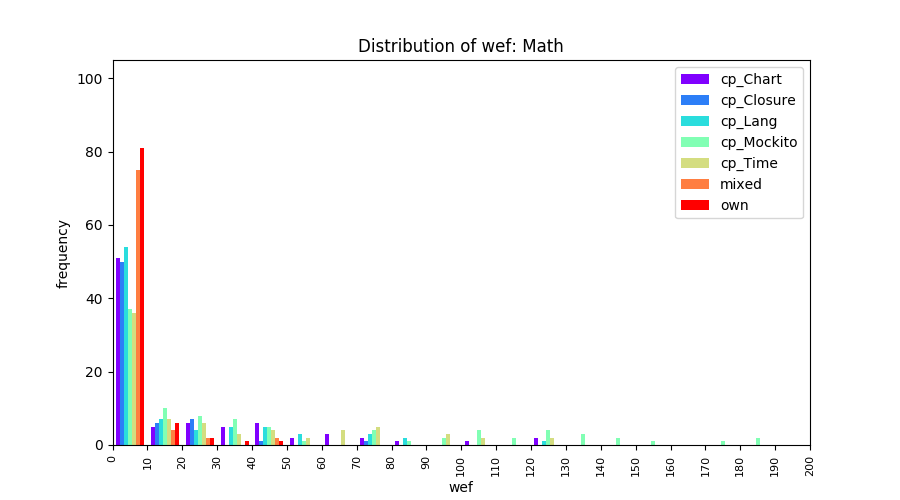 Distribution of wef: Math
frequency
100
80
60
40
20
0
cp_Chart
cp_Closure
cp_Lang
cp_Mockito
cp_Time
mixed
own
0 10 20 30 40 50 60 70 80 90 100 110 120 130 140 150 160 170 180 190 200
wef